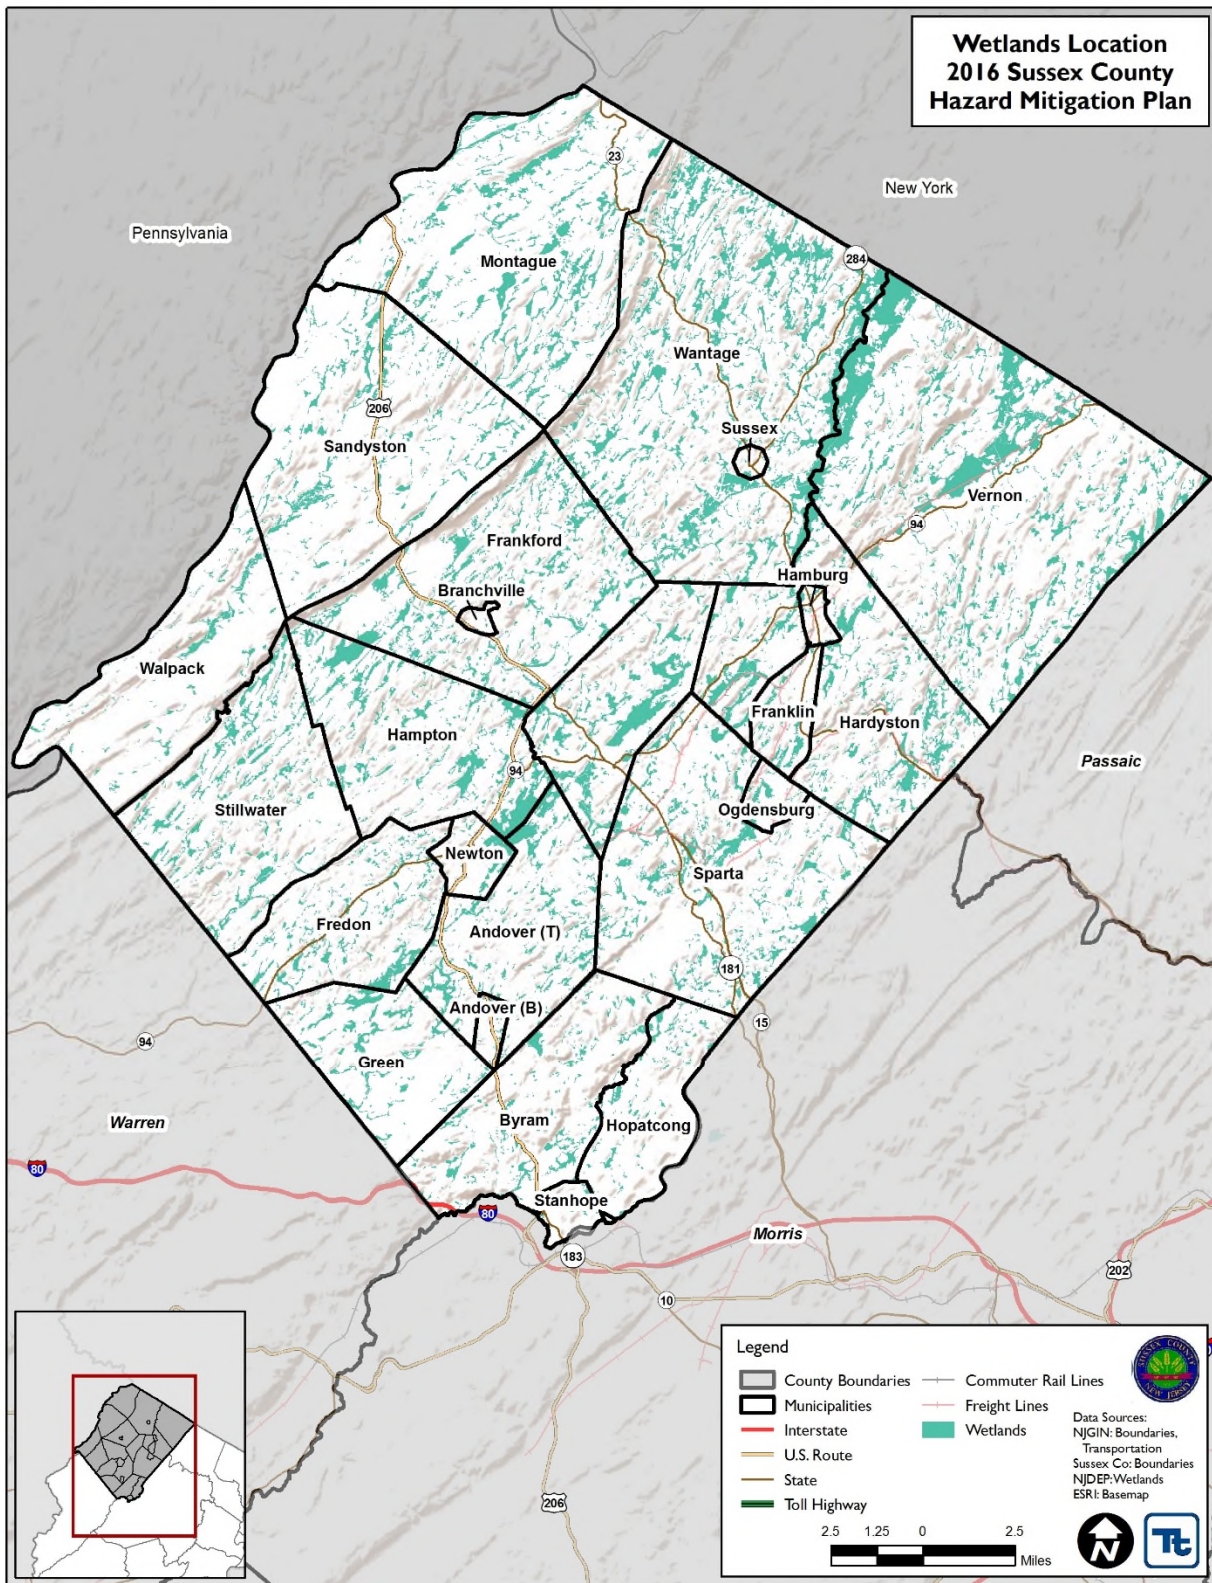 Wetlands Location
2016 Sussex County
Hazard Mitigation Plan
New York
Pennsylvania
23
284
Montague
Wantage
206
Sussex
Sandyston
Vernon
94
Frankford
Hamburg
Branchville
Walpack
Franklin
Hardyston
Hampton
Passaic
94
Stillwater
Ogdensburg
Newton
Sparta
Fredon
Andover (T)
181
Andover (B)
15
94
Green
Warren
Byram
Hopatcong
80
Stanhope
80
Morris
183
202
10
206
Legend
County Boundaries
Municipalities
Interstate
U.S. Route
State
Toll Highway
Commuter Rail Lines
Freight Lines
Wetlands
SUSSEX COUNTY
NEW JERSEY
Data Sources:
NJGIN: Boundaries,
Transportation
Sussex Co: Boundaries
NJDEP: Wetlands
ESRI: Basemap
2.5 1.25 0 2.5
Miles
N
Tt